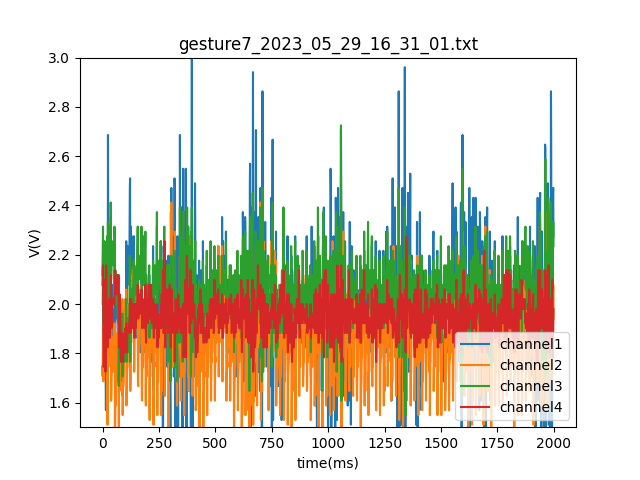 gesture7_2023_05_29_16_31_01.txt
3.0
2.8
2.6
2.4
2.2
2.0
1.8
1.6
V(V)
channel1
channel2
channel3
channel4
0 250 500 750 1000 1250 1500 1750 2000
time(ms)